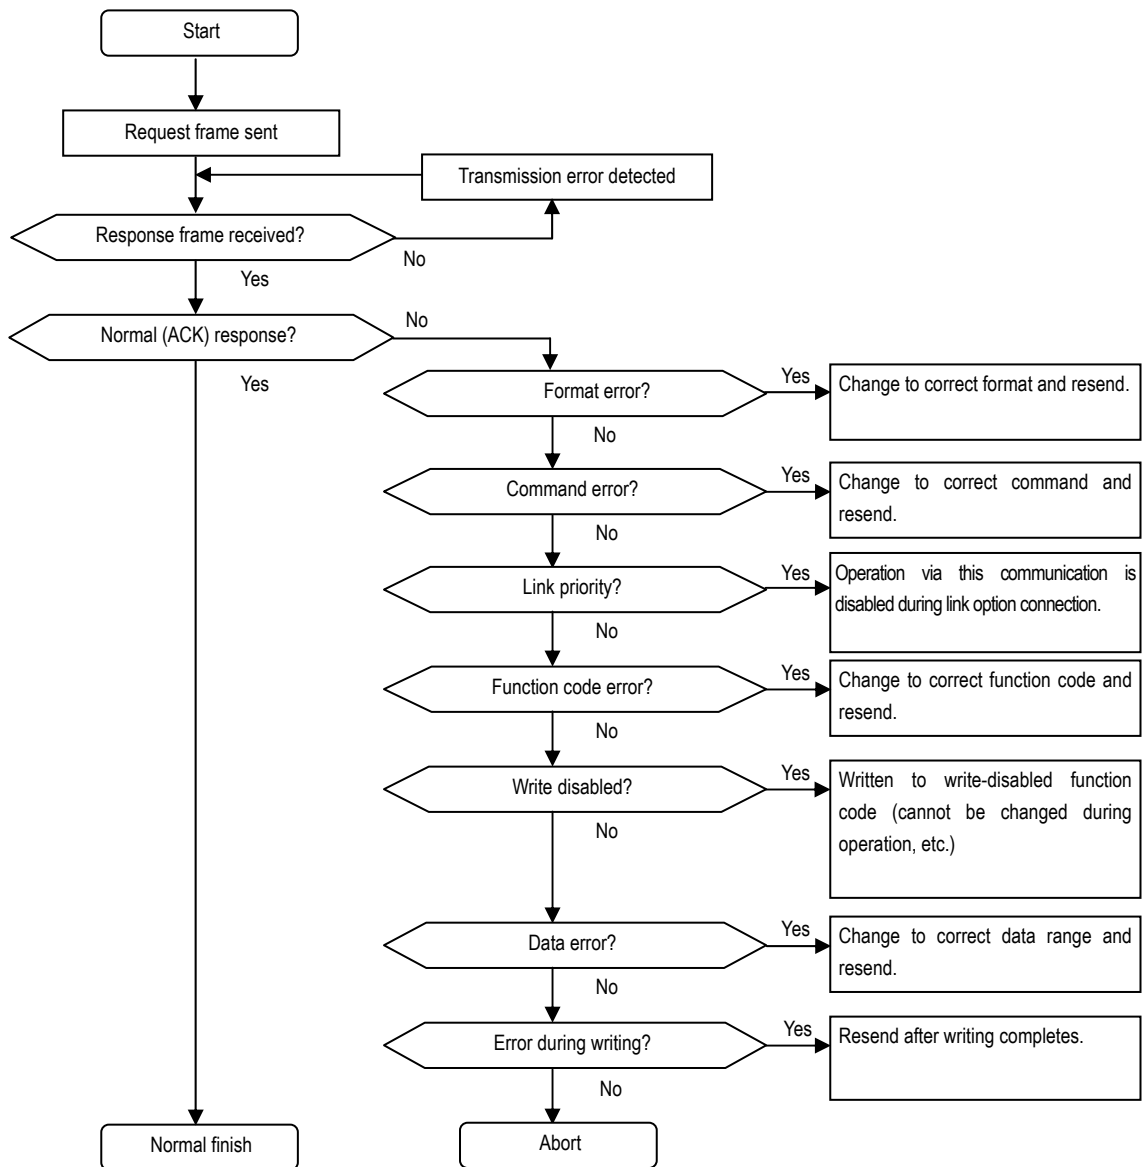 Start
Request frame sent
Transmission error detected
Response frame received?
No
Yes
Normal (ACK) response?
No
Yes
Format error?
Yes
Change to correct format and resend.
No
Command error?
Yes
Change to correct command and
resend.
No
Link priority?
Yes
Operation via this communication is
disabled during link option connection.
No
Function code error?
Yes
Change to correct function code and
resend.
No
Write disabled?
Yes
Written to write-disabled function
code (cannot be changed during
operation, etc.)
No
Data error?
Yes
Change to correct data range and
resend.
No
Error during writing?
Yes
Resend after writing completes.
No
Normal finish
Abort